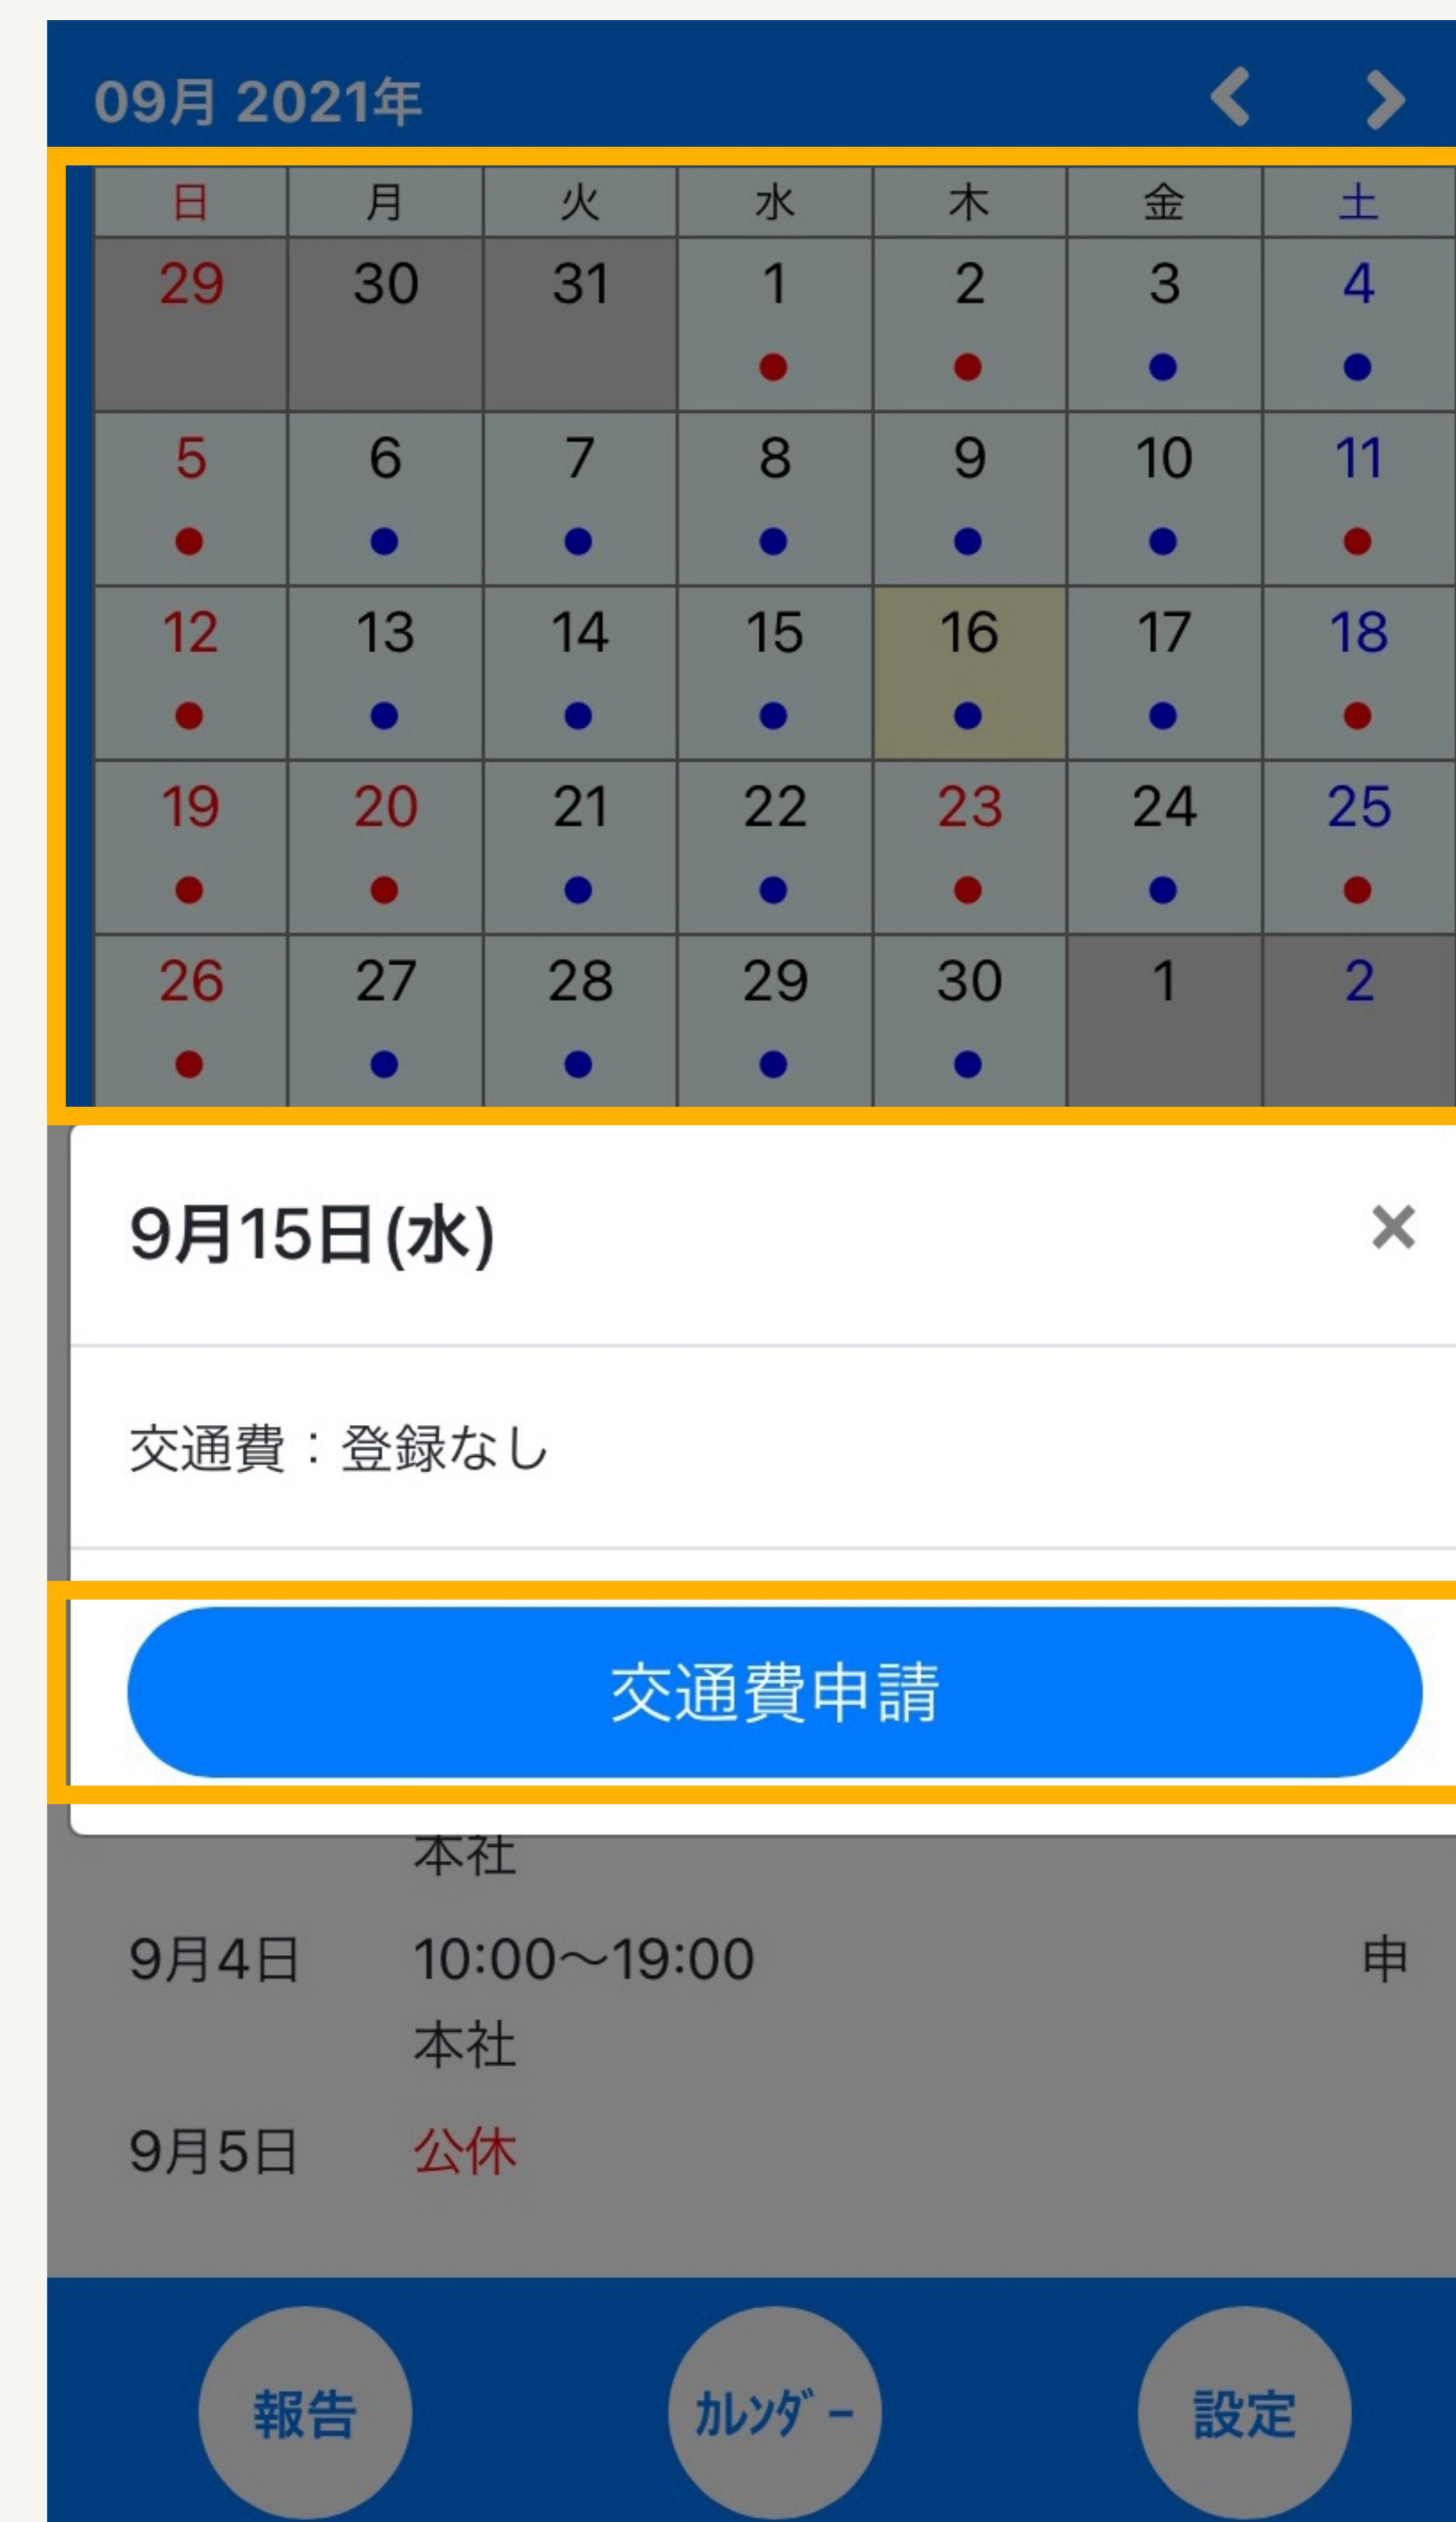 09月 2021年
日 月 火 水 木 金 土
29 30 31 1 2 3 4
5 6 7 8 9 10 11
12 13 14 15 16 17 18
19 20 21 22 23 24 25
26 27 28 29 30 1 2
9月15日(水)
×
交通費：登録なし
交通費申請
本社
9月4日 10:00〜19:00 申
本社
9月5日 公休
報告 ｶﾚﾝﾀﾞｰ 設定